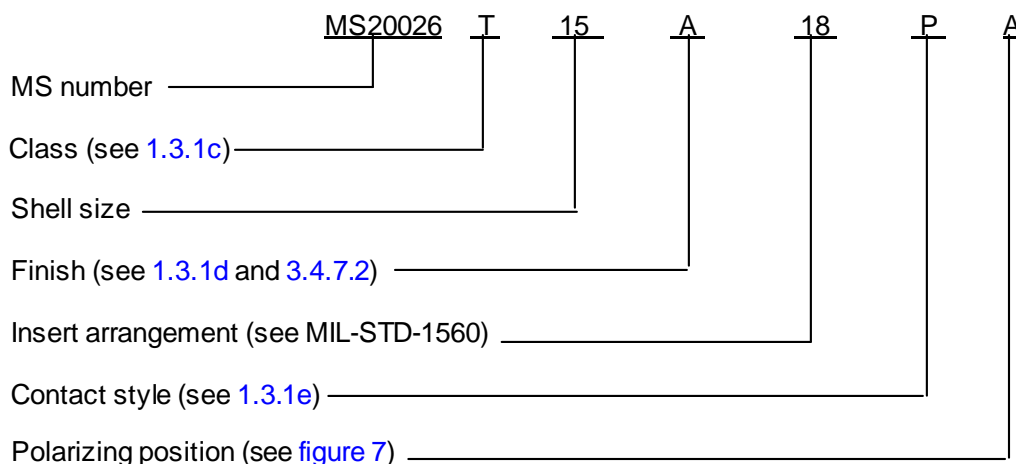 MS20026 T 15 A 18 P A
MS number
Class (see 1.3.1c)
Shell size
Finish (see 1.3.1d and 3.4.7.2)
Insert arrangement (see MIL-STD-1560)
Contact style (see 1.3.1e)
Polarizing position (see figure 7)